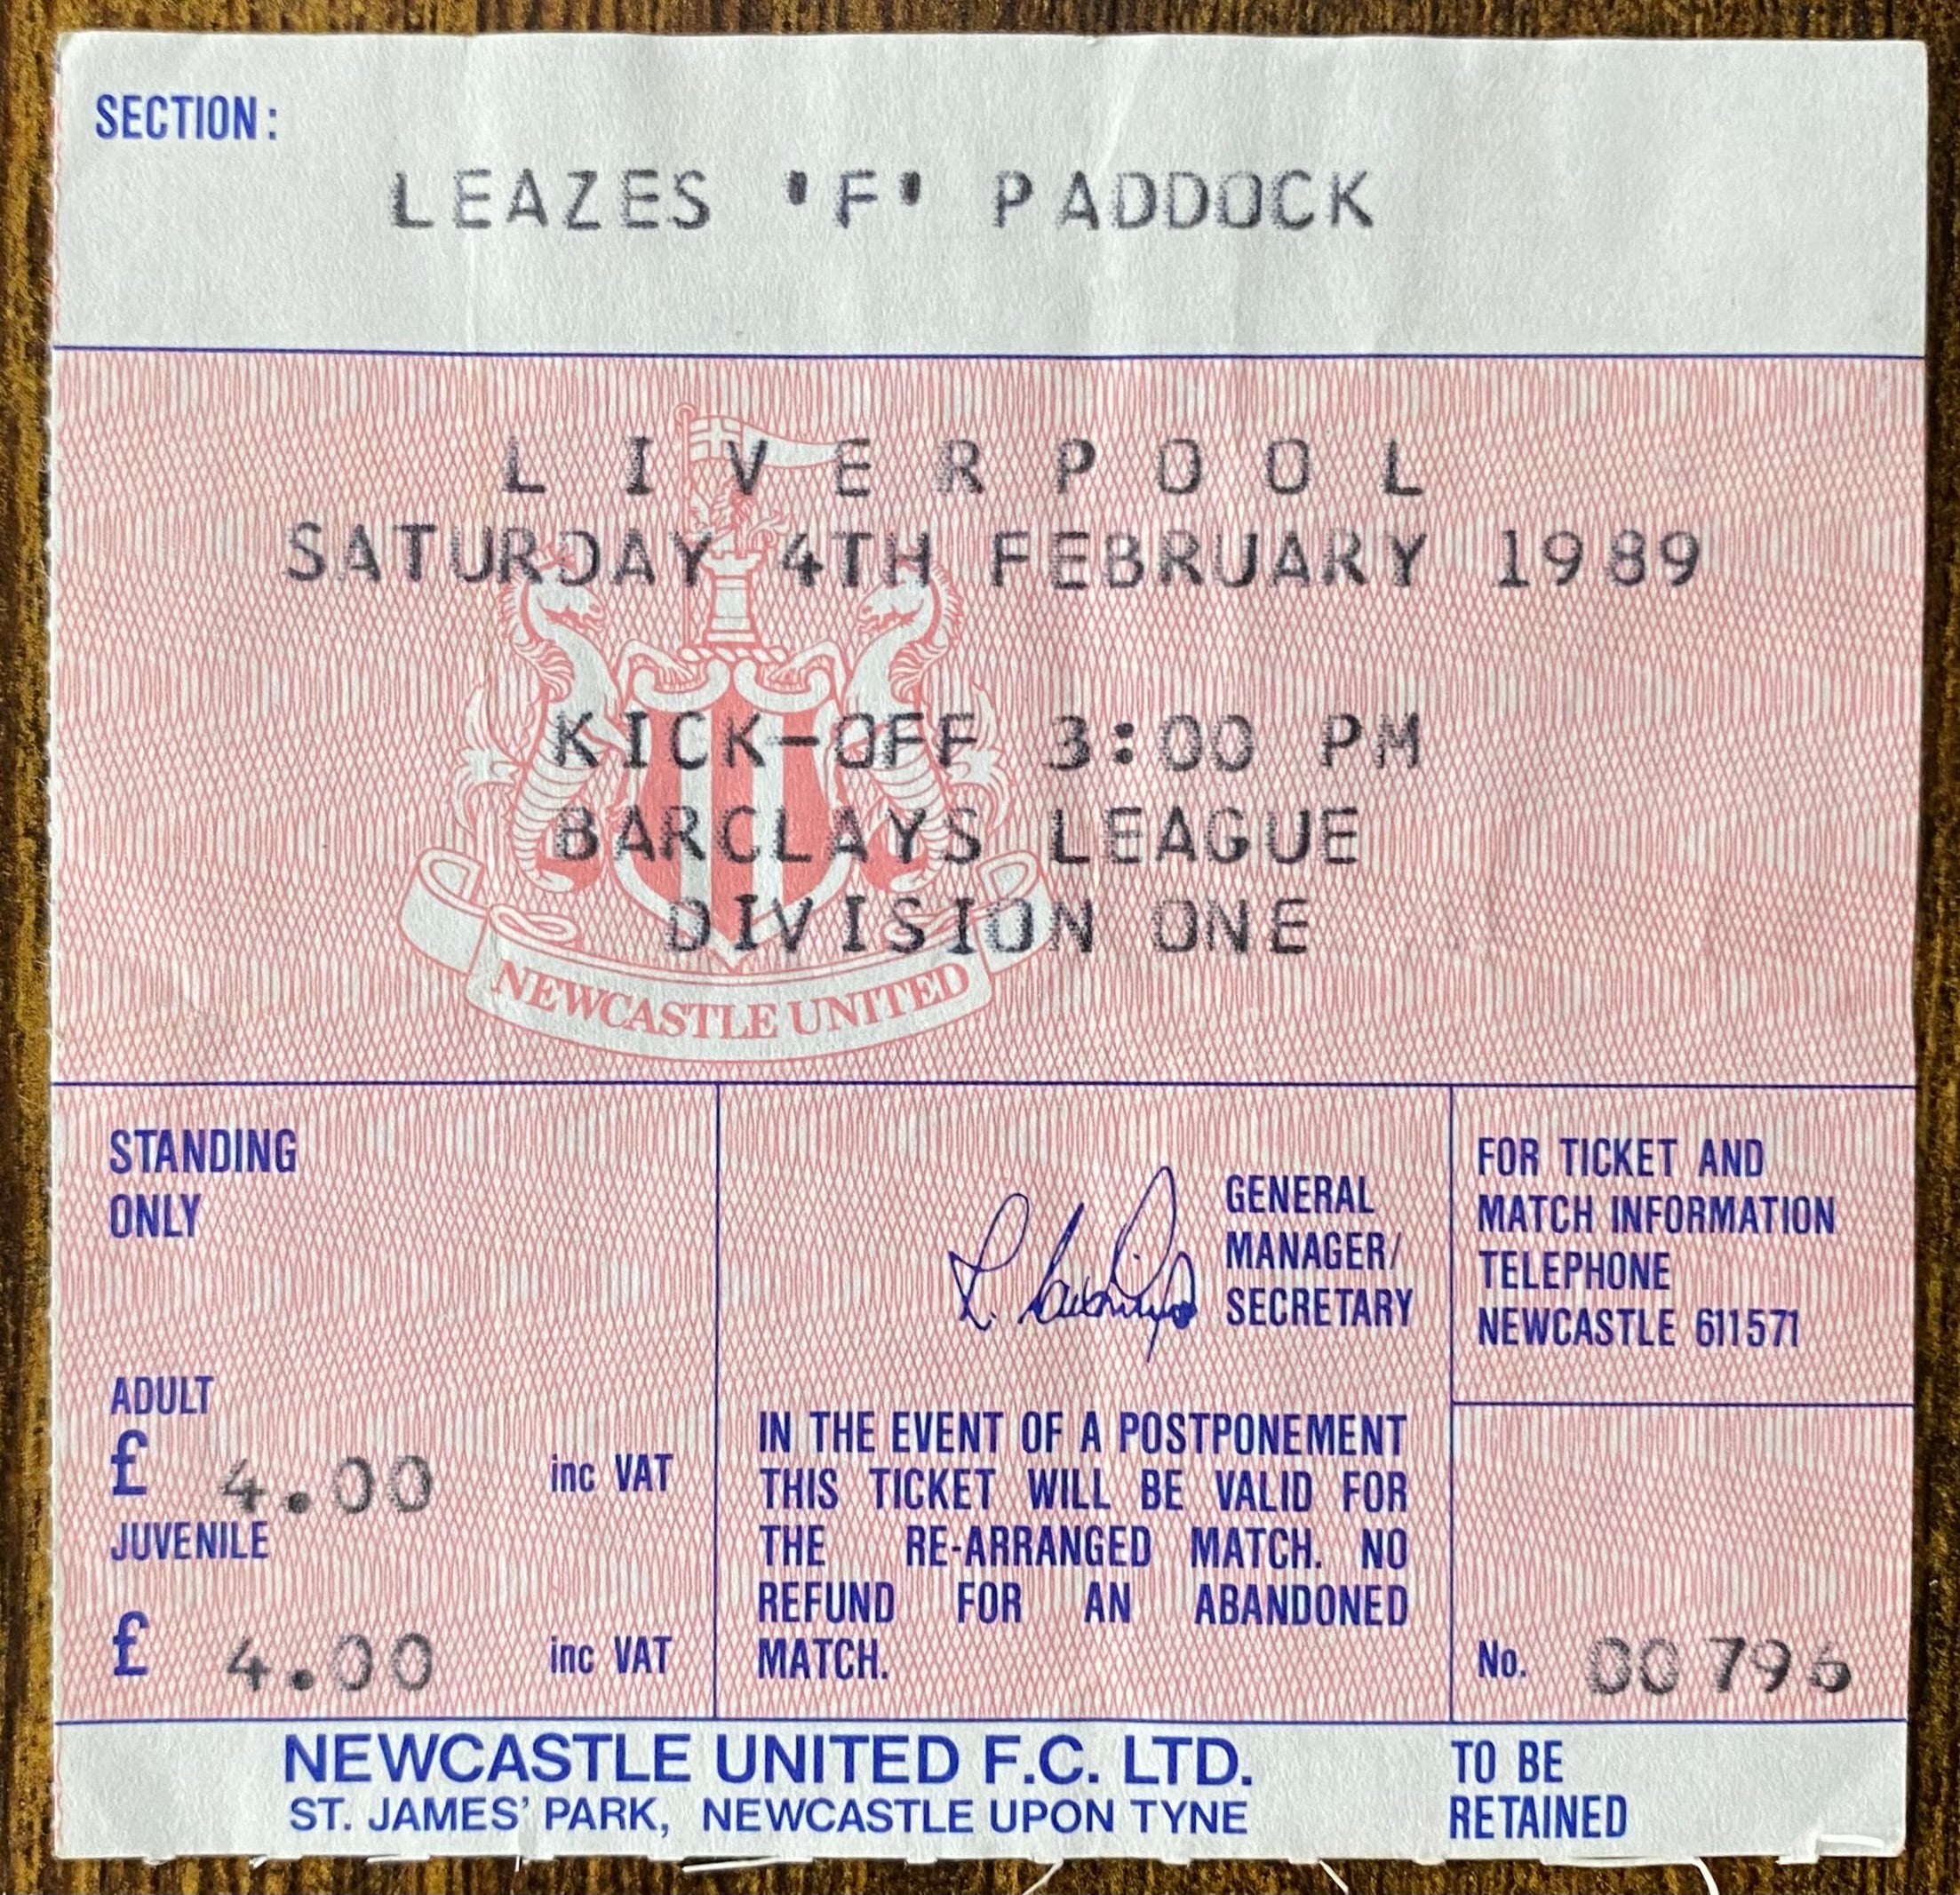 SECTION:
LEAZES 'F' PADDOCK
LIVERPOOL
SATURDAY 4TH FEBRUARY 1989
KICK-OFF 3:00 PM
BARCLAYS LEAGUE
DIVISION ONE
NEWCASTLE UNITED
STANDING
ONLY
ADULT
£ 4.00 inc VAT
JUVENILE
£ 4.00 inc VAT
GENERAL
MANAGER/
SECRETARY
IN THE EVENT OF A POSTPONEMENT
THIS TICKET WILL BE VALID FOR
THE RE-ARRANGED MATCH. NO
REFUND FOR AN ABANDONED
MATCH.
FOR TICKET AND
MATCH INFORMATION
TELEPHONE
NEWCASTLE 611571
No. 00796
NEWCASTLE UNITED F.C. LTD.
ST. JAMES' PARK, NEWCASTLE UPON TYNE
TO BE
RETAINED